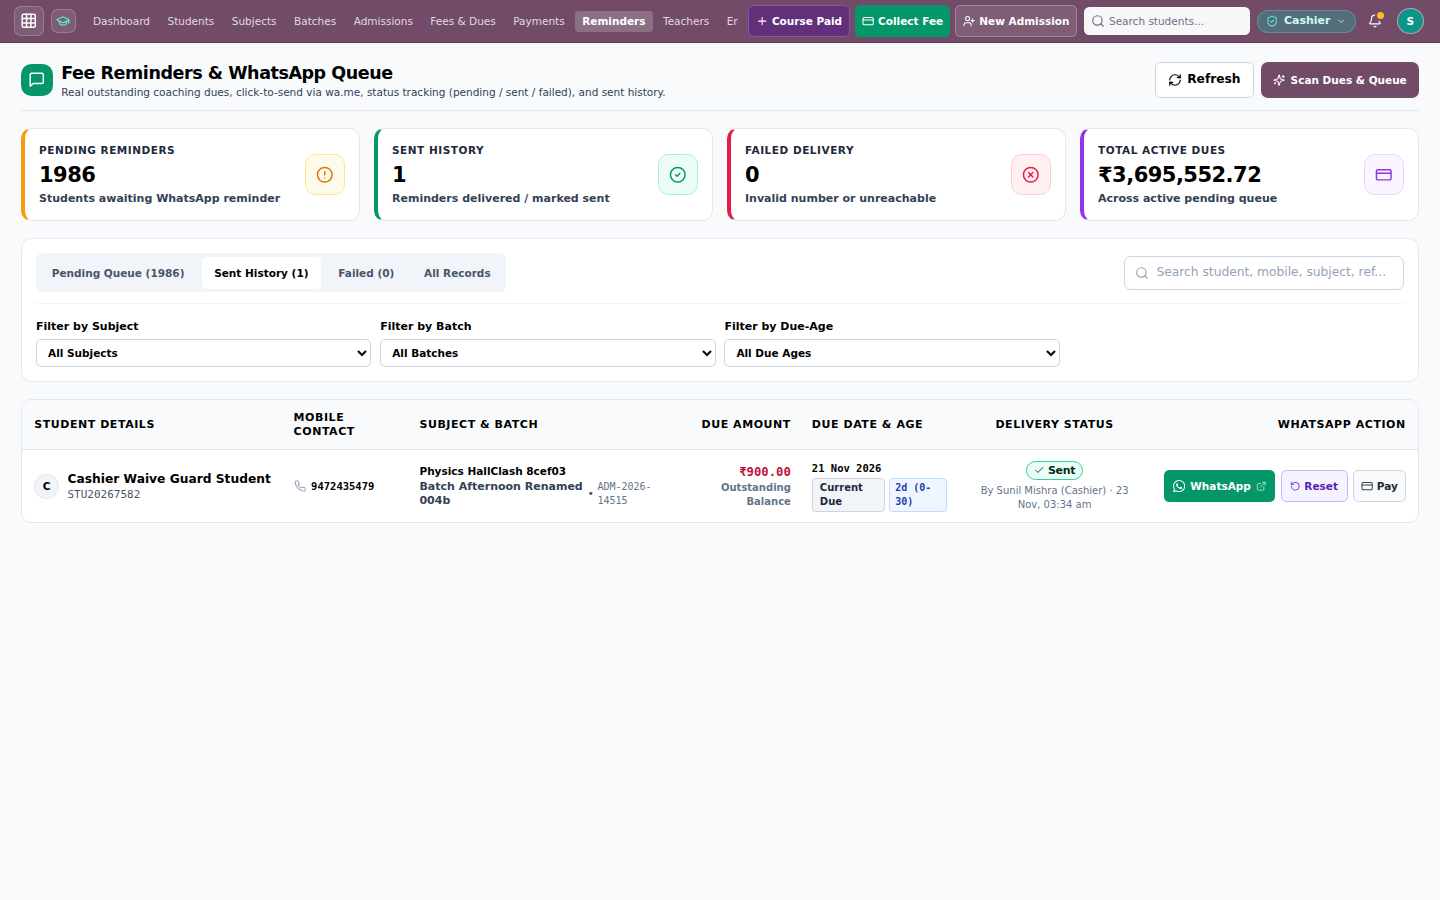 Dashboard Students Subjects Batches Admissions Fees & Dues Payments Reminders Teachers Er Course Paid Collect Fee New Admission Search students... Cashier S
Fee Reminders & WhatsApp Queue
Real outstanding coaching dues, click-to-send via wa.me, status tracking (pending / sent / failed), and sent history.
Refresh Scan Dues & Queue
PENDING REMINDERS
1986
Students awaiting WhatsApp reminder
SENT HISTORY
1
Reminders delivered / marked sent
FAILED DELIVERY
0
Invalid number or unreachable
TOTAL ACTIVE DUES
₹3,695,552.72
Across active pending queue
Pending Queue (1986) Sent History (1) Failed (0) All Records Search student, mobile, subject, ref...
Filter by Subject Filter by Batch Filter by Due-Age
All Subjects All Batches All Due Ages
STUDENT DETAILS MOBILE CONTACT SUBJECT & BATCH DUE AMOUNT DUE DATE & AGE DELIVERY STATUS WHATSAPP ACTION
C
Cashier Waive Guard Student
STU20267582
9472435479
Physics HallClash 8cef03
Batch Afternoon Renamed 004b • ADM-2026-14515
₹900.00
Outstanding Balance
21 Nov 2026
Current Due 2d (0-30)
Sent
By Sunil Mishra (Cashier) · 23 Nov, 03:34 am
WhatsApp Reset Pay